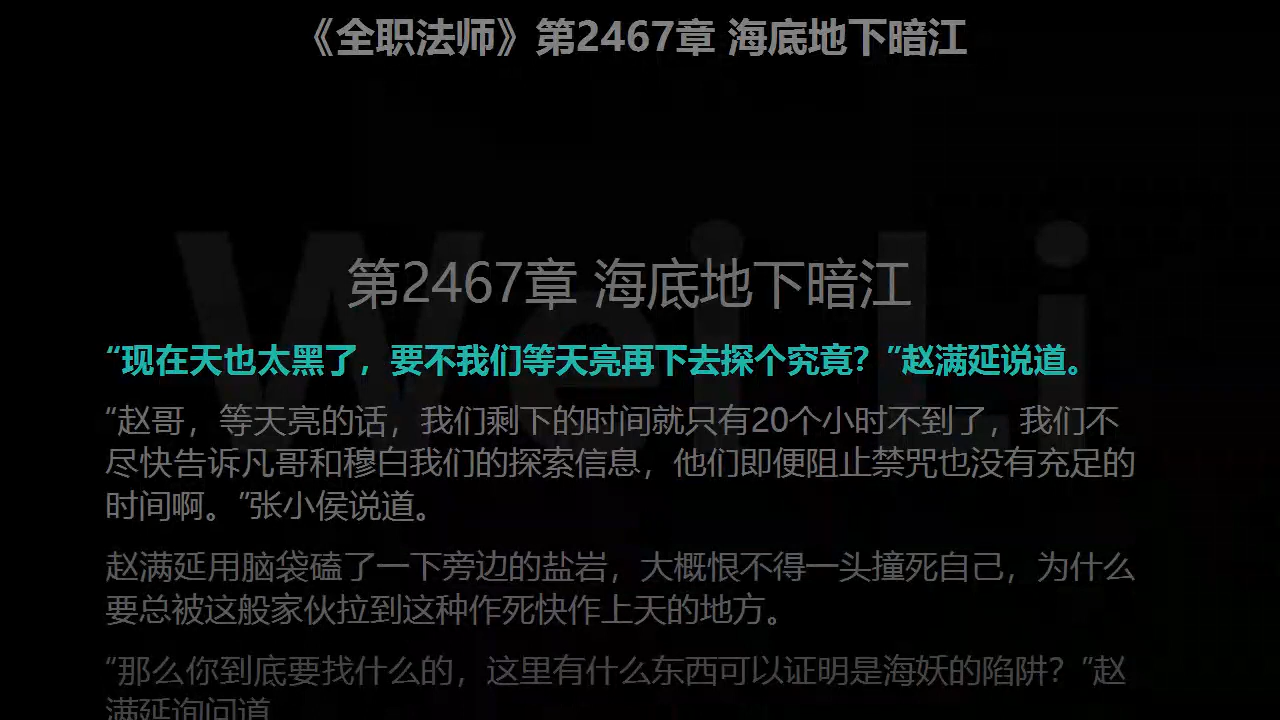 《全职法师》第2467章 海底地下暗江
Wei Li
第2467章 海底地下暗江
“现在天也太黑了，要不我们等天亮再下去探个究竟？”赵满延说道。
“赵哥，等天亮的话，我们剩下的时间就只有20个小时不到了，我们不
尽快告诉凡哥和穆白我们的探索信息，他们即便阻止禁咒也没有充足的
时间啊。”张小侯说道。
赵满延用脑袋磕了一下旁边的盐岩，大概恨不得一头撞死自己，为什么
要总被这般家伙拉到这种作死快作上天的地方。
“那么你到底要找什么的，这里有什么东西可以证明是海妖的陷阱？”赵
满延询问道